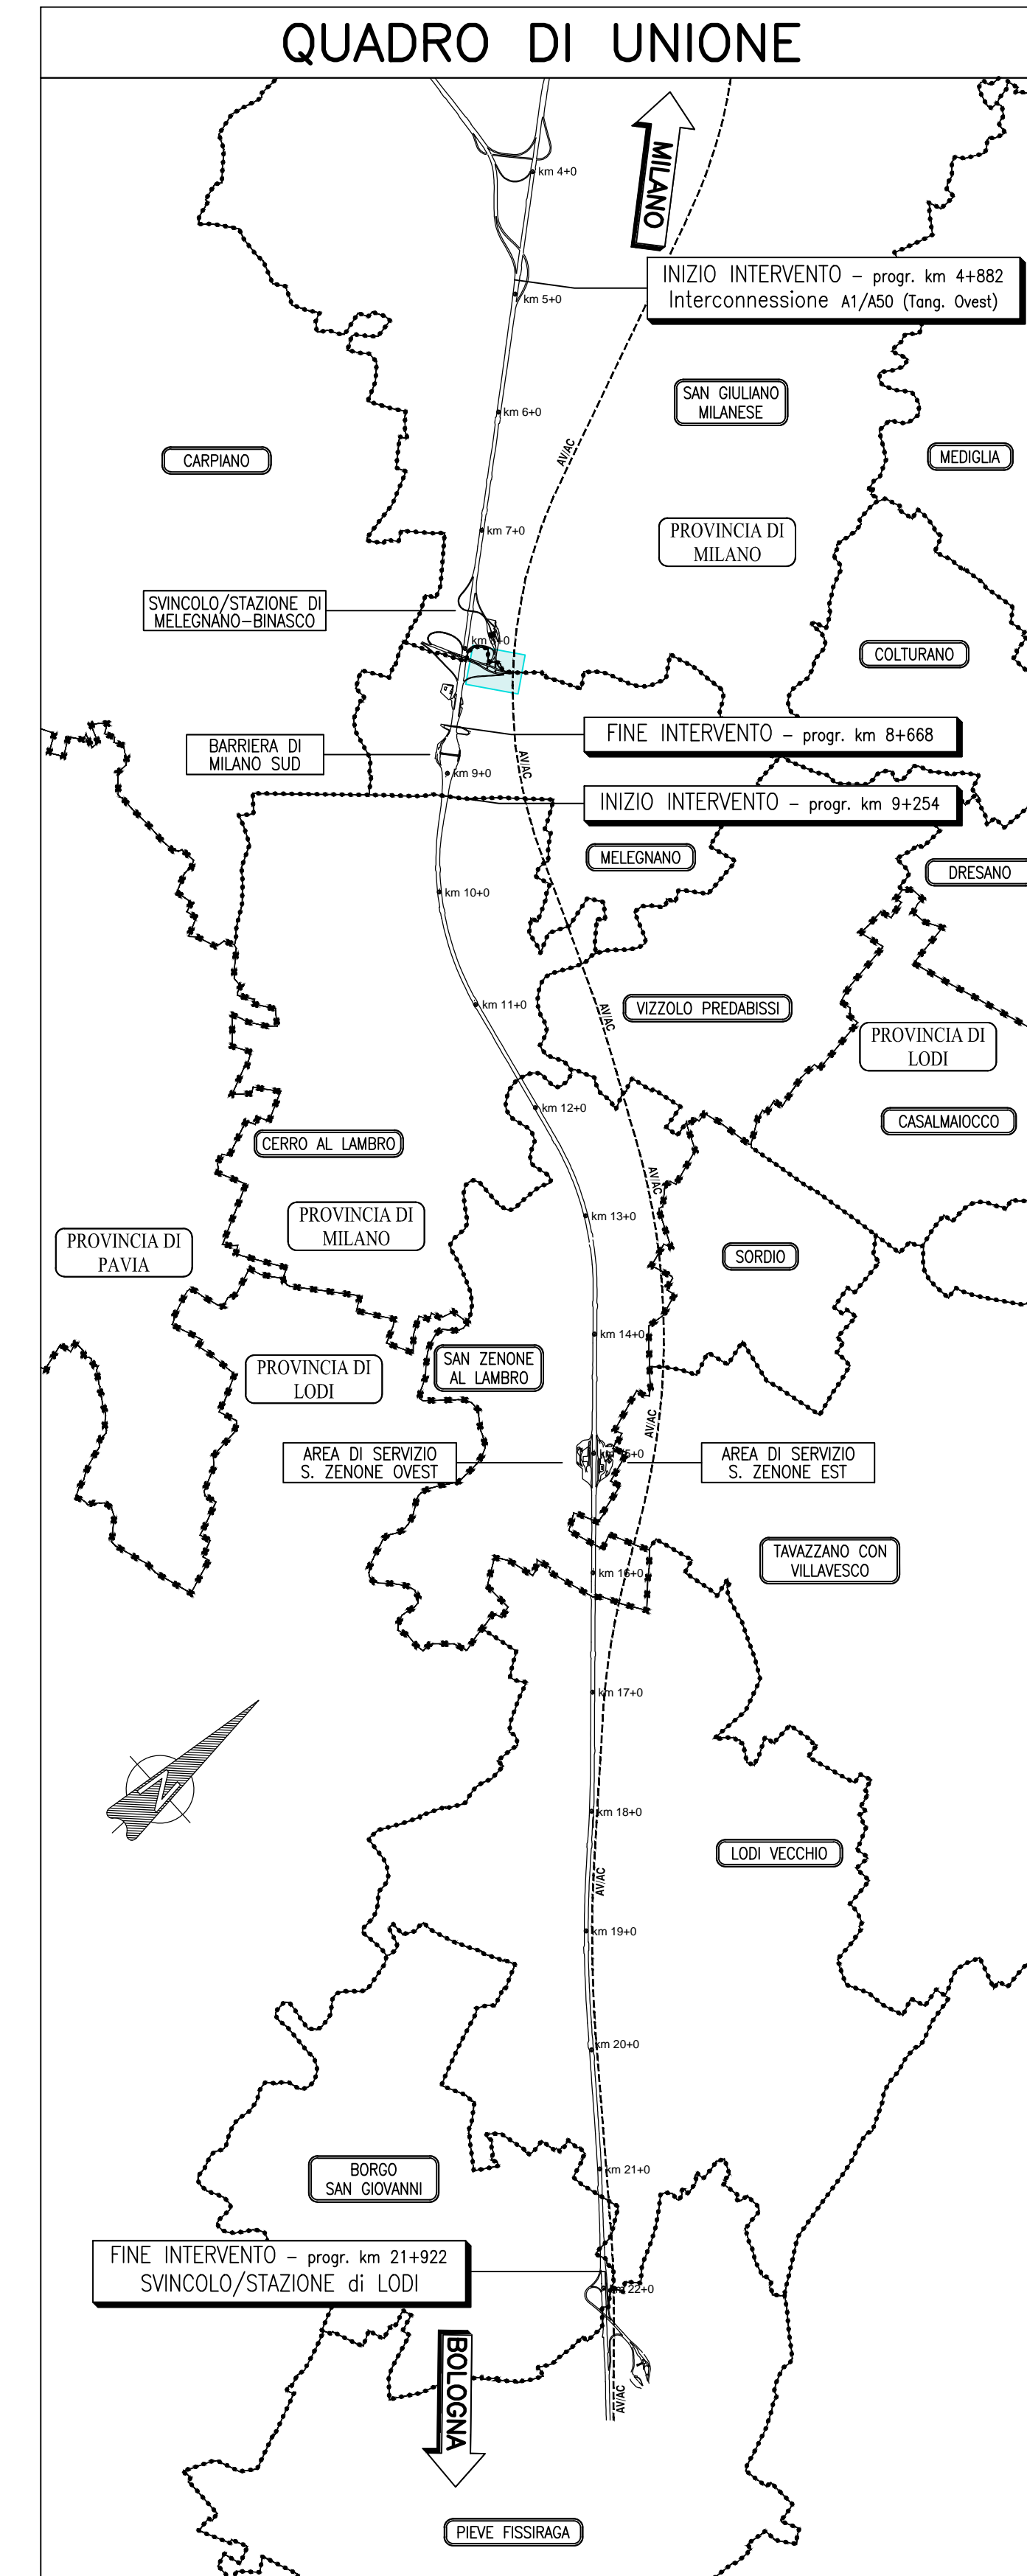 QUADRO DI UNIONE
MILANO
km 4+0
INIZIO INTERVENTO – progr. km 4+882
Interconnessione A1/A50 (Tang. Ovest)
km 5+0
SAN GIULIANO
MILANESE
km 6+0
AV/AC
CARPIANO
MEDIGLIA
km 7+0
PROVINCIA DI
MILANO
SVINCOLO/STAZIONE DI
MELEGNANO–BINASCO
COLTURANO
FINE INTERVENTO – progr. km 8+668
BARRIERA DI
MILANO SUD
AV/AC
km 9+0
INIZIO INTERVENTO – progr. km 9+254
MELEGNANO
DRESANO
km 10+0
km 11+0
VIZZOLO PREDABISSI
AV/AC
PROVINCIA DI
LODI
km 12+0
CASALMAIOCCO
CERRO AL LAMBRO
AV/AC
PROVINCIA DI
MILANO
km 13+0
PROVINCIA DI
PAVIA
SORDIO
km 14+0
SAN ZENONE
AL LAMBRO
PROVINCIA DI
LODI
AV/AC
AREA DI SERVIZIO
S. ZENONE OVEST
AREA DI SERVIZIO
S. ZENONE EST
TAVAZZANO CON
VILLAVESCO
km 16+0
km 17+0
N
km 18+0
LODI VECCHIO
AV/AC
km 19+0
km 20+0
km 21+0
BORGO
SAN GIOVANNI
FINE INTERVENTO – progr. km 21+922
SVINCOLO/STAZIONE di LODI
km 22+0
BOLOGNA
AV/AC
PIEVE FISSIRAGA